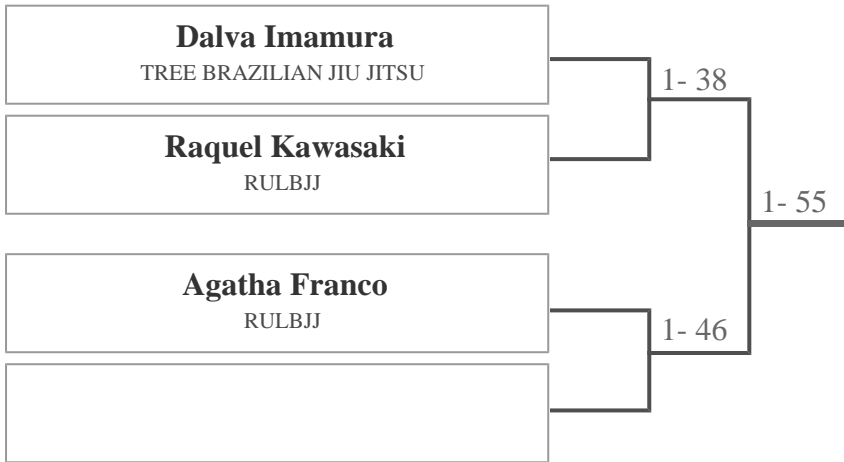 Dalva Imamura
TREE BRAZILIAN JIU JITSU
1- 38
Raquel Kawasaki
RULBJJ
1- 55
Agatha Franco
RULBJJ
1- 46